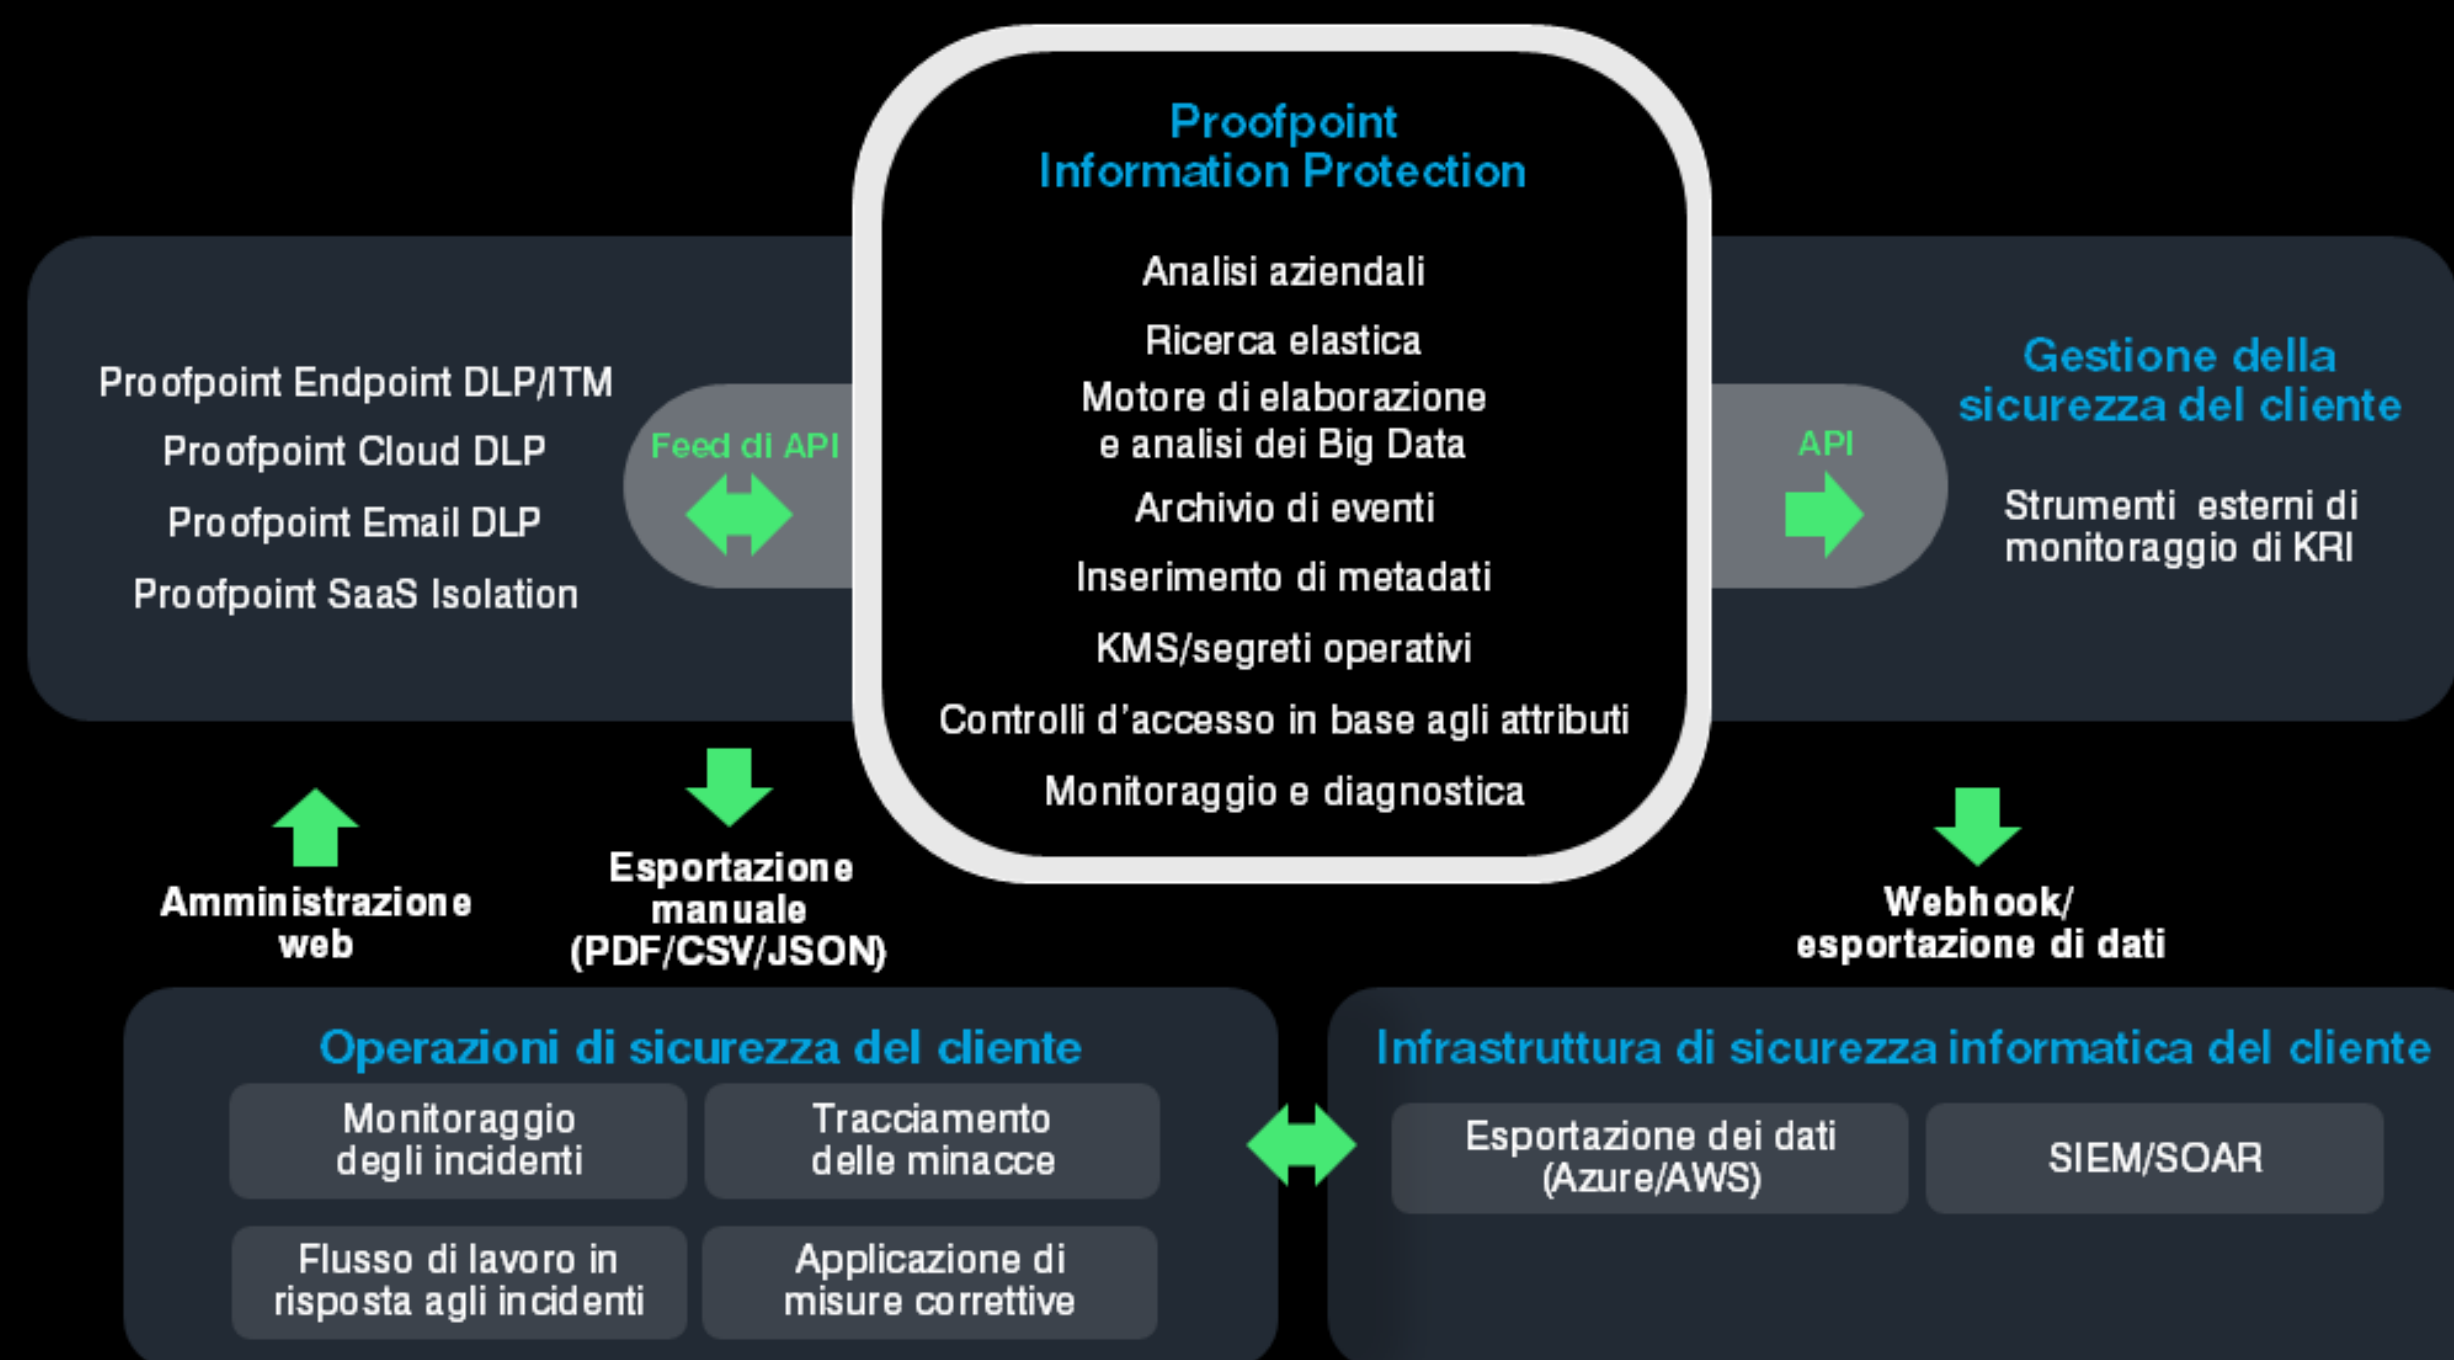 Proofpoint
Information Protection
Analisi aziendali
Ricerca elastica
Motore di elaborazione
e analisi dei Big Data
Archivio di eventi
Inserimento di metadati
KMS/segreti operativi
Controlli d’accesso in base agli attributi
Monitoraggio e diagnostica
Proofpoint Endpoint DLP/ITM
Proofpoint Cloud DLP
Proofpoint Email DLP
Proofpoint SaaS Isolation
Feed di API
API
Gestione della
sicurezza del cliente
Strumenti esterni di
monitoraggio di KRI
Amministrazione
web
Esportazione
manuale
(PDF/CSV/JSON)
Webhook/
esportazione di dati
Operazioni di sicurezza del cliente
Monitoraggio
degli incidenti
Tracciamento
delle minacce
Flusso di lavoro in
risposta agli incidenti
Applicazione di
misure correttive
Infrastruttura di sicurezza informatica del cliente
Esportazione dei dati
(Azure/AWS)
SIEM/SOAR